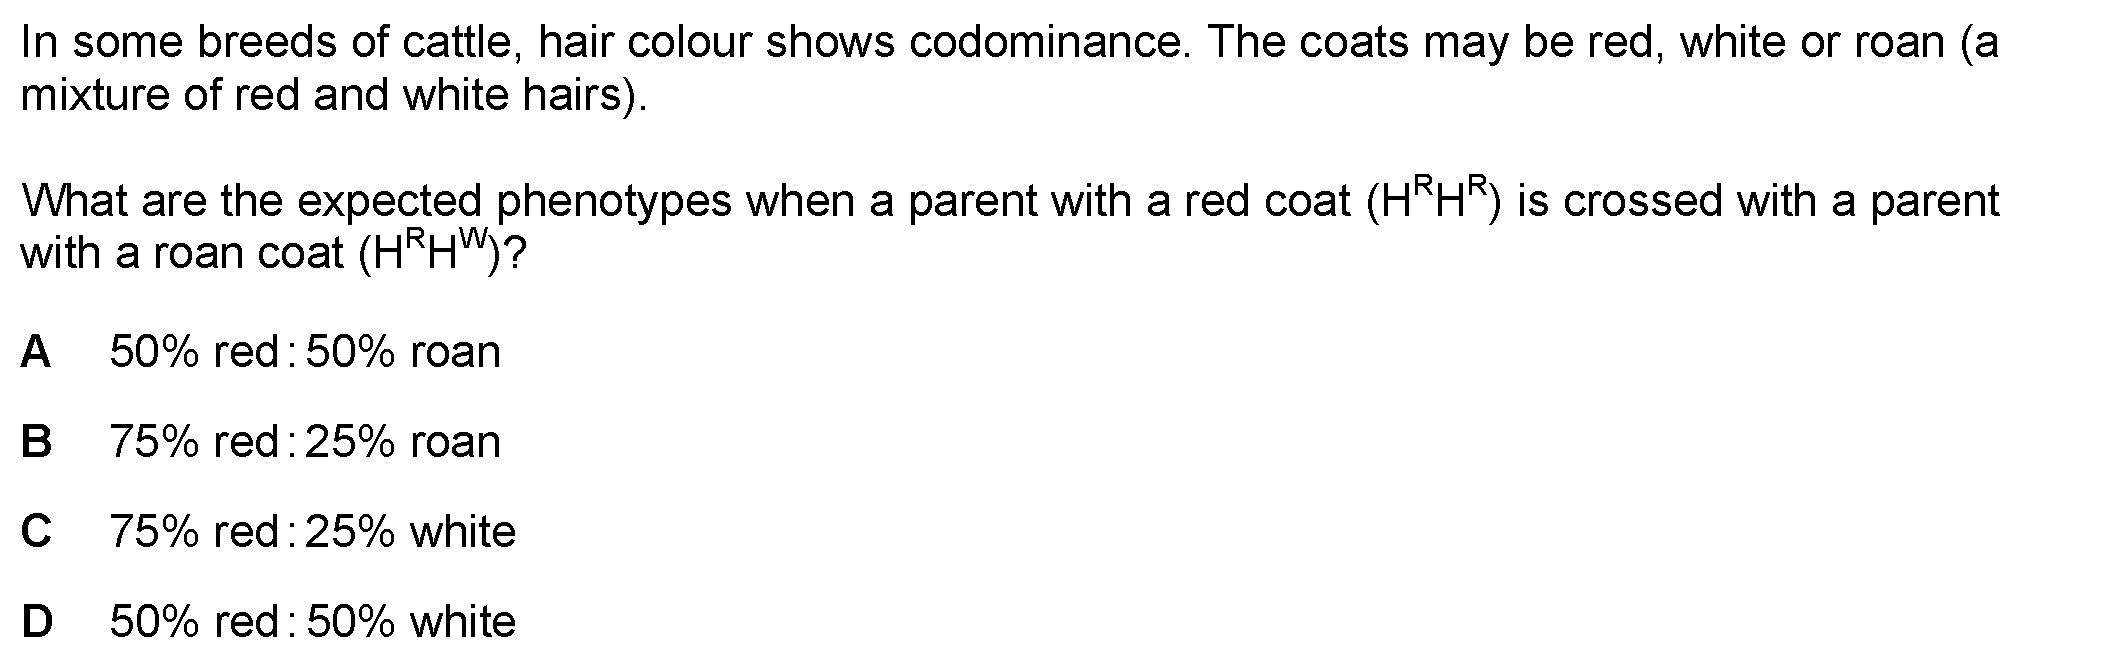 In some breeds of cattle, hair colour shows codominance. The coats may be red, white or roan (a
mixture of red and white hairs).
What are the expected phenotypes when a parent with a red coat (HᴿHᴿ) is crossed with a parent
with a roan coat (HᴿHᵂ)?
A 50% red : 50% roan
B 75% red : 25% roan
C 75% red : 25% white
D 50% red : 50% white